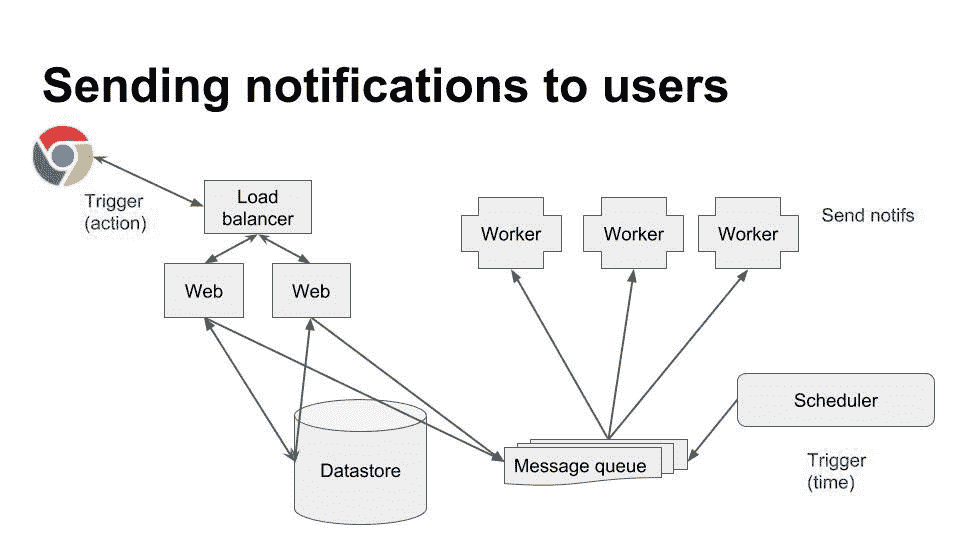 Sending notifications to users
Trigger
(action)
Load
balancer
Web
Web
Worker
Worker
Worker
Send notifs
Datastore
Message queue
Scheduler
Trigger
(time)